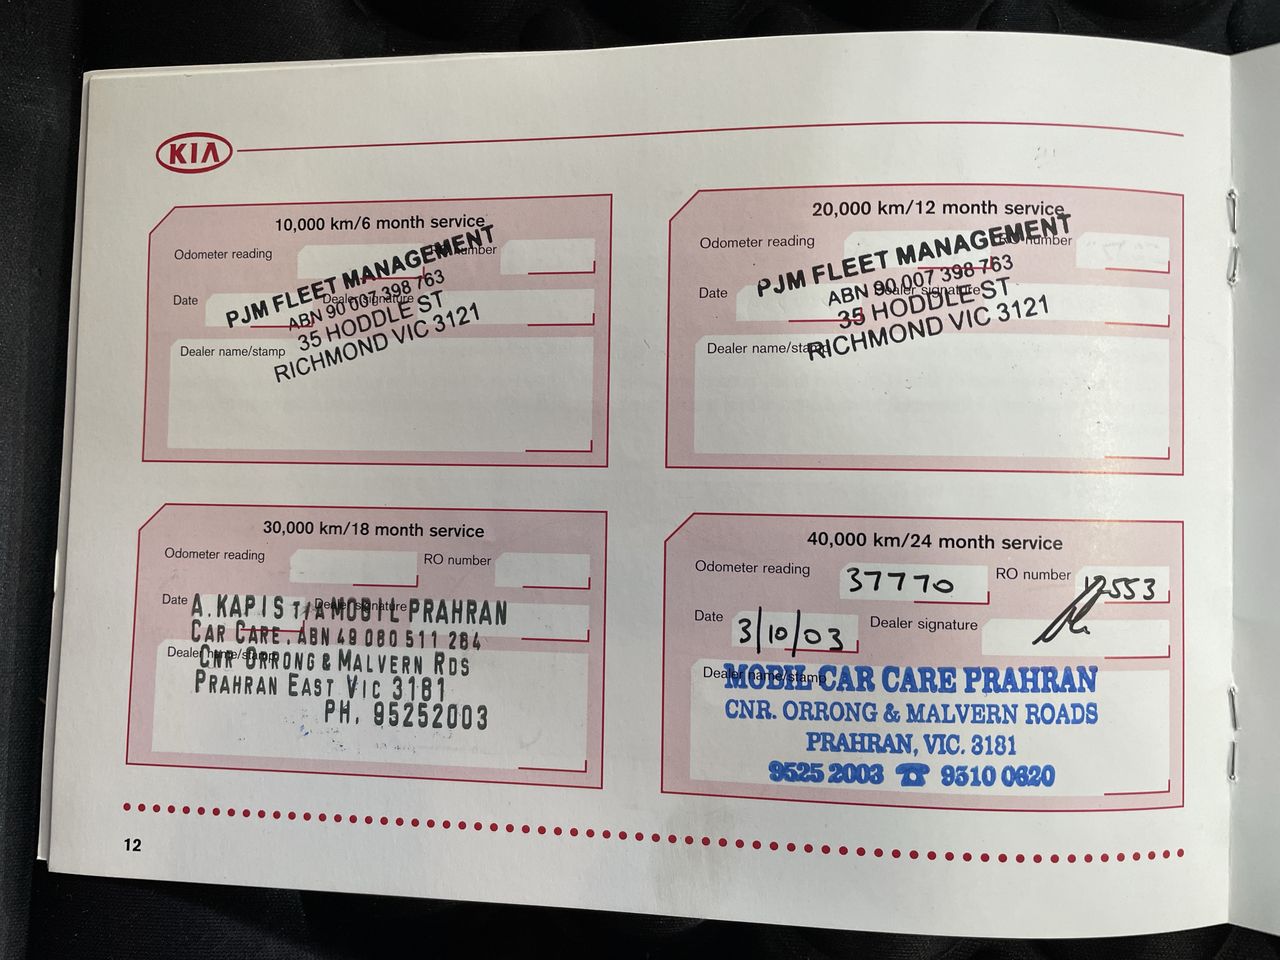 KIA
10,000 km/6 month service
Odometer reading
number
Date
Dealer signature
Dealer name/stamp
PJM FLEET MANAGEMENT
ABN 90 007 398 763
35 HODDLE ST
RICHMOND VIC 3121
20,000 km/12 month service
Odometer reading
RO number
Date
Dealer signature
Dealer name/stamp
PJM FLEET MANAGEMENT
ABN 90 007 398 763
35 HODDLE ST
RICHMOND VIC 3121
30,000 km/18 month service
Odometer reading
RO number
Date
Dealer signature
Dealer name/stamp
A. KAPIS T/A MOBIL PRAHRAN
CAR CARE. ABN 49 080 511 284
CNR ORRONG & MALVERN RDS
PRAHRAN EAST VIC 3181
PH. 95252003
40,000 km/24 month service
Odometer reading 37770
RO number 12553
Date 3/10/03
Dealer signature
Dealer name/stamp
MOBIL CAR CARE PRAHRAN
CNR. ORRONG & MALVERN ROADS
PRAHRAN, VIC. 3181
9525 2003 ☎ 9510 0620
12